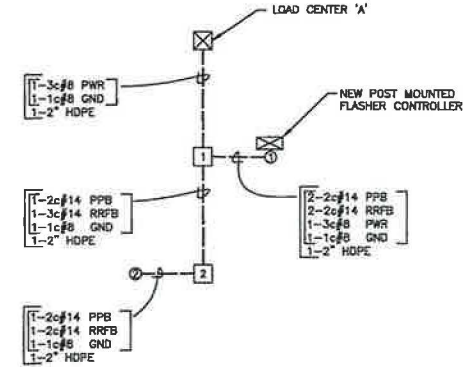 LOAD CENTER 'A'
1-3c#8 PWR
1-1c#8 GND
1-2" HDPE
NEW POST MOUNTED
FLASHER CONTROLLER
1
1
1-2c#14 PPB
1-3c#14 RRFB
1-1c#8 GND
1-2" HDPE
2-2c#14 PPB
2-2c#14 RRFB
1-3c#8 PWR
1-1c#8 GND
1-2" HDPE
2
2
1-2c#14 PPB
1-2c#14 RRFB
1-1c#8 GND
1-2" HDPE